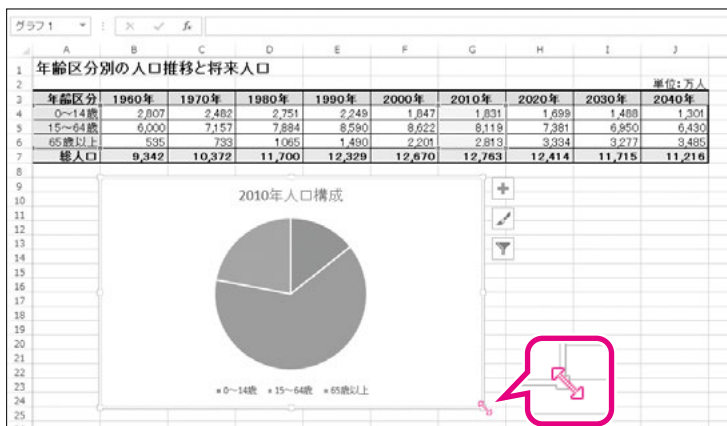 グラフ 1 fx
A B C D E F G H I J
1 年齢区分別の人口推移と将来人口
2 単位：万人
3 年齢区分 1960年 1970年 1980年 1990年 2000年 2010年 2020年 2030年 2040年
4 0～14歳 2,807 2,482 2,751 2,249 1,847 1,831 1,699 1,488 1,301
5 15～64歳 6,000 7,157 7,884 8,590 8,622 8,119 7,381 6,950 6,430
6 65歳以上 535 733 1065 1,490 2,201 2,813 3,334 3,277 3,485
7 総人口 9,342 10,372 11,700 12,329 12,670 12,763 12,414 11,715 11,216
8
9
10 2010年人口構成
11
12
13
14
15
16
17
18
19
20
21
22
23 0～14歳 15～64歳 65歳以上
24
25